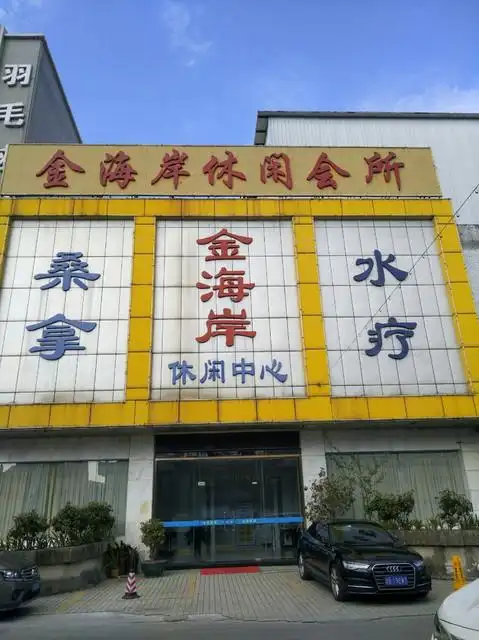 羽
毛
金海岸休闲会所
桑拿
金海岸
休闲中心
水疗